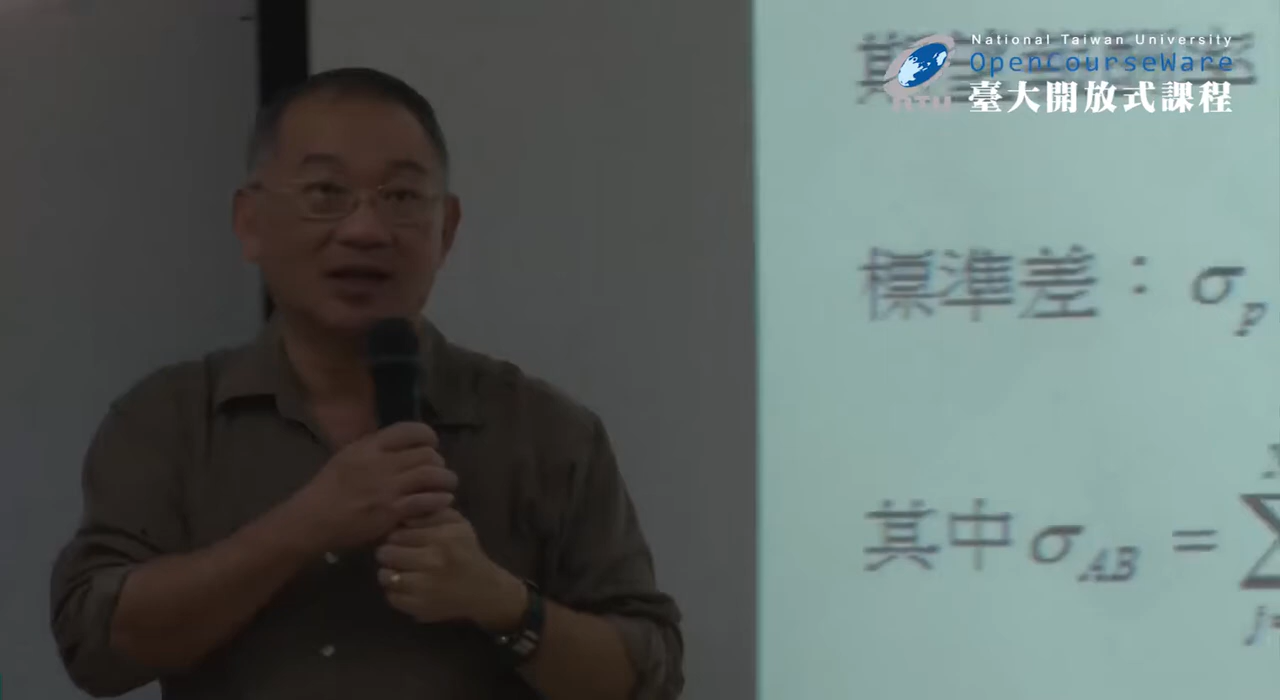 National Taiwan University
OpenCourseWare
臺大開放式課程
標準差：σp
其中σAB = Σ